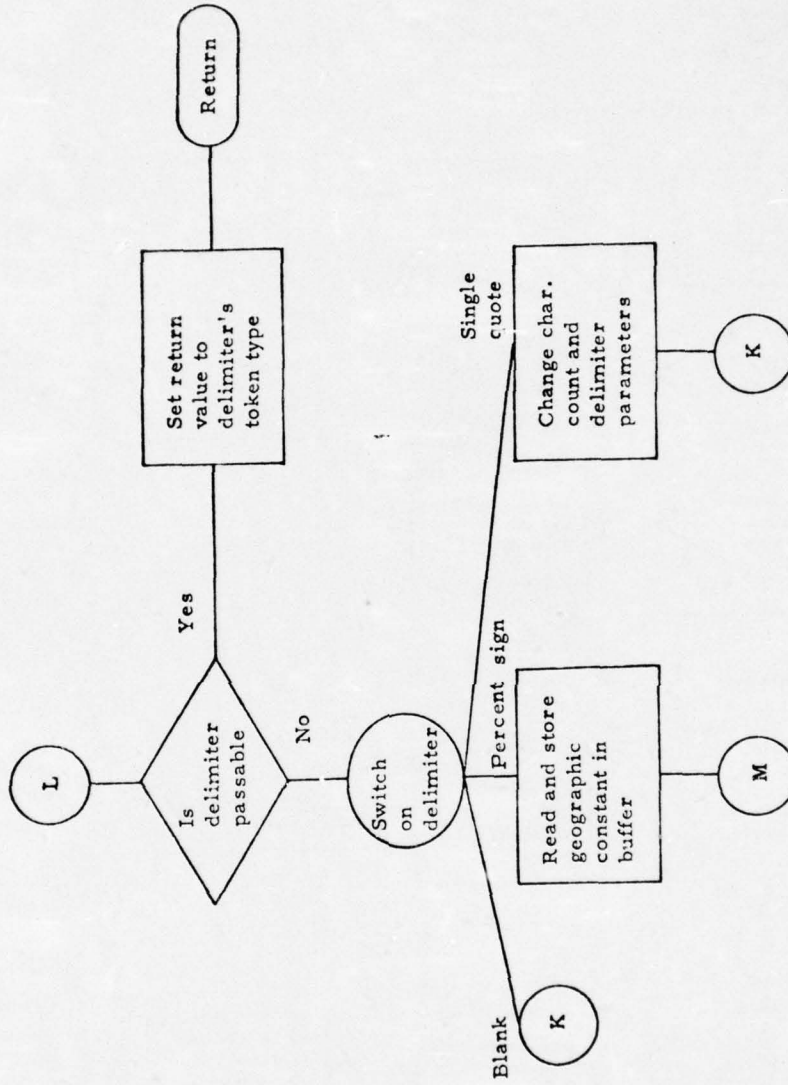 L
Is
delimiter
passable
Yes
Set return
value to
delimiter's
token type
Return
No
Switch
on
delimiter
Blank
K
Percent sign
Read and store
geographic
constant in
buffer
M
Single
quote
Change char.
count and
delimiter
parameters
K